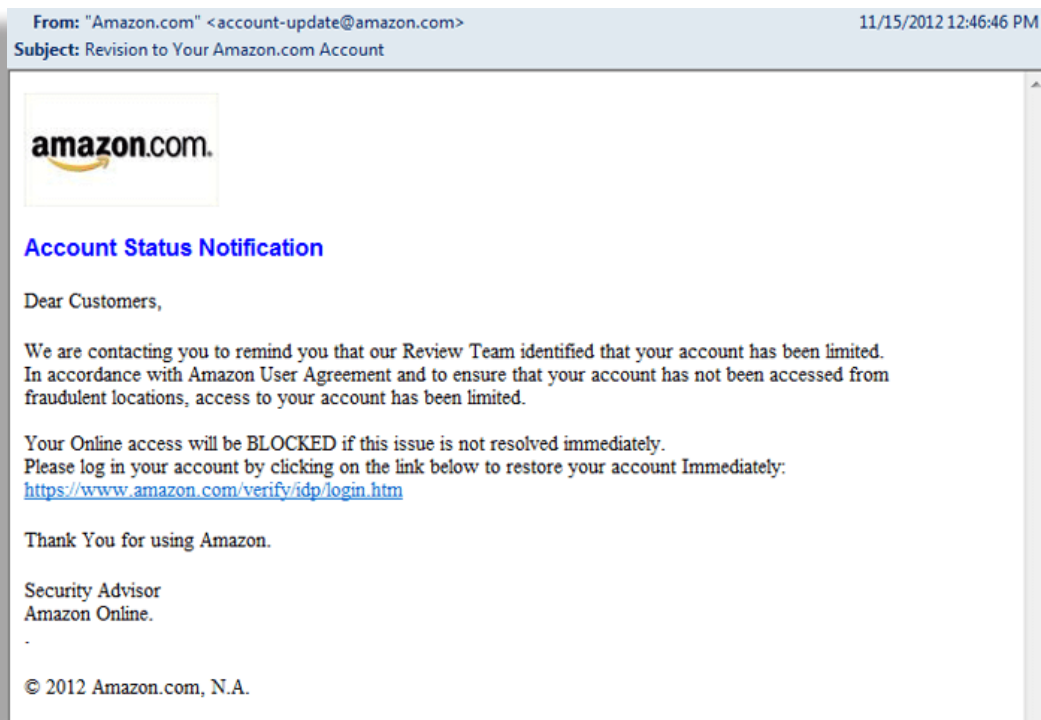 From: "Amazon.com" <account-update@amazon.com> 11/15/2012 12:46:46 PM
Subject: Revision to Your Amazon.com Account
amazon.com.
Account Status Notification
Dear Customers,
We are contacting you to remind you that our Review Team identified that your account has been limited.
In accordance with Amazon User Agreement and to ensure that your account has not been accessed from
fraudulent locations, access to your account has been limited.
Your Online access will be BLOCKED if this issue is not resolved immediately.
Please log in your account by clicking on the link below to restore your account Immediately:
https://www.amazon.com/verify/idp/login.htm
Thank You for using Amazon.
Security Advisor
Amazon Online.
.
© 2012 Amazon.com, N.A.